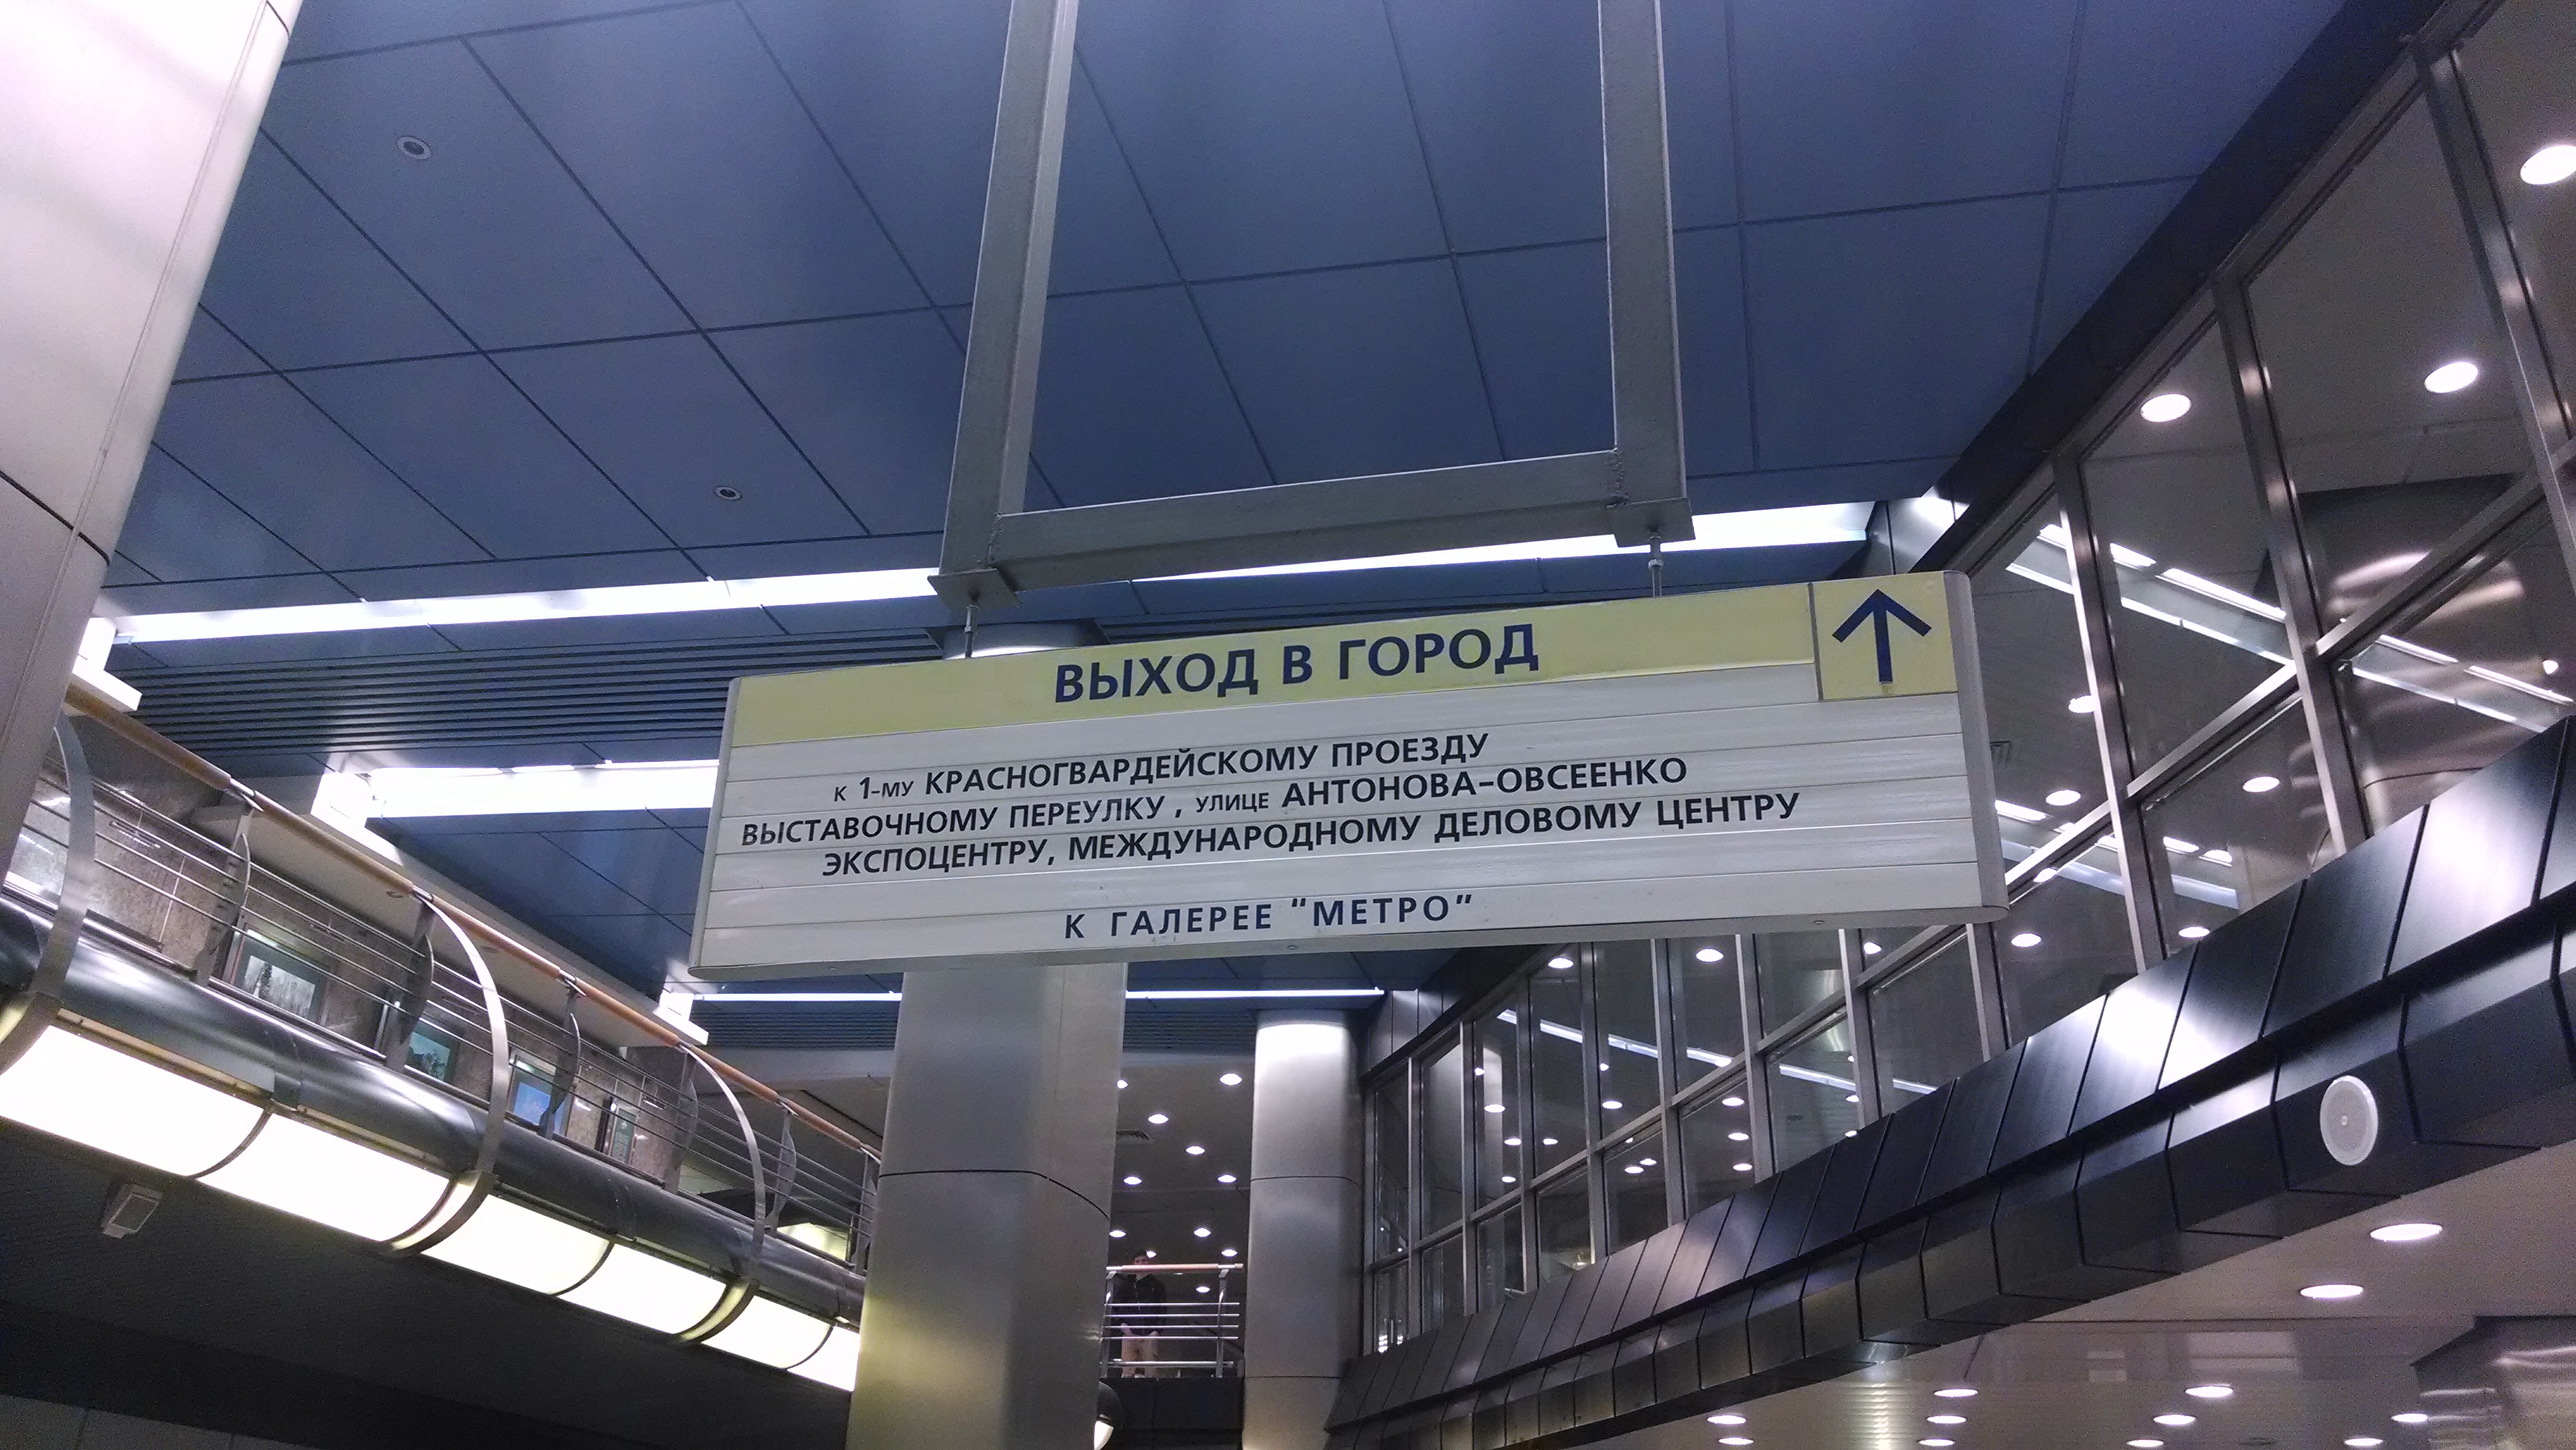 ВЫХОД В ГОРОД
к 1-му КРАСНОГВАРДЕЙСКОМУ ПРОЕЗДУ
ВЫСТАВОЧНОМУ ПЕРЕУЛКУ , улице АНТОНОВА-ОВСЕЕНКО
ЭКСПОЦЕНТРУ, МЕЖДУНАРОДНОМУ ДЕЛОВОМУ ЦЕНТРУ
К ГАЛЕРЕЕ "МЕТРО"